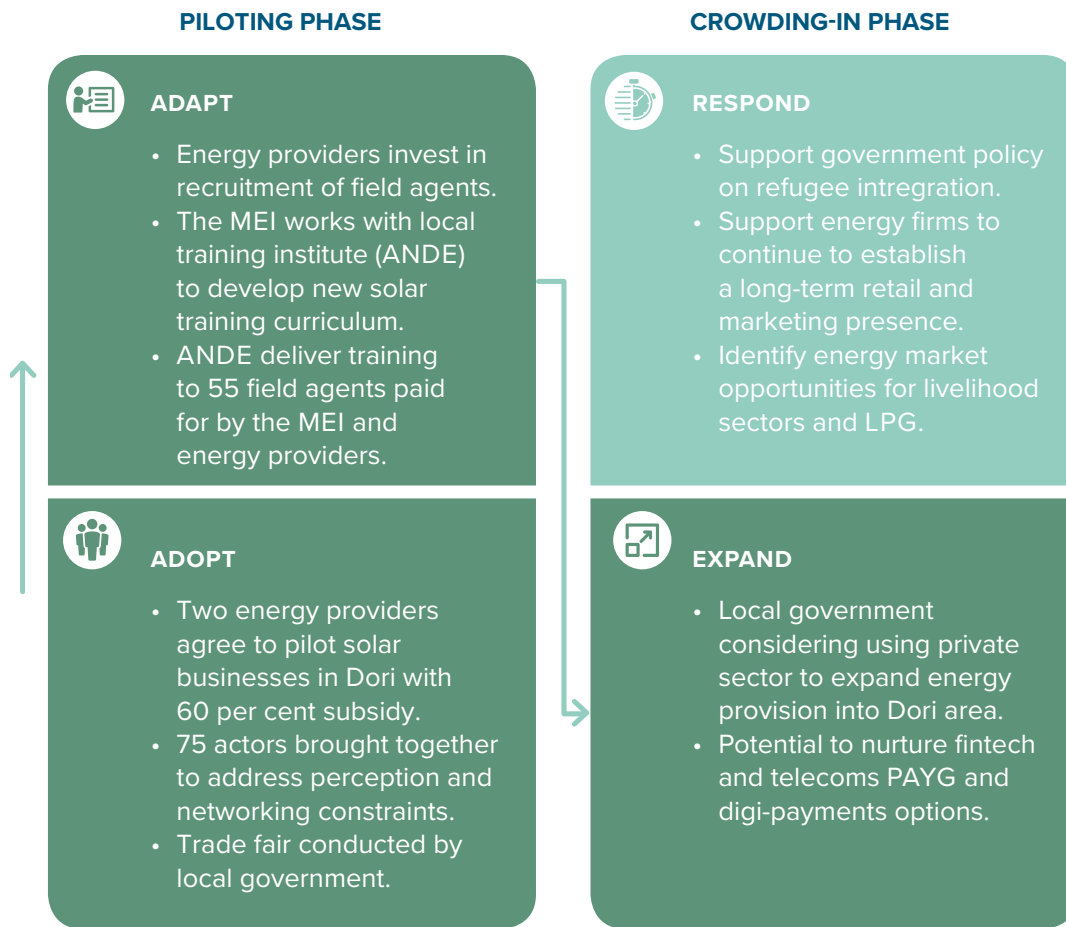 PILOTING PHASE
CROWDING-IN PHASE
ADAPT
• Energy providers invest in
recruitment of field agents.
• The MEI works with local
training institute (ANDE)
to develop new solar
training curriculum.
• ANDE deliver training
to 55 field agents paid
for by the MEI and
energy providers.
RESPOND
• Support government policy
on refugee intregration.
• Support energy firms to
continue to establish
a long-term retail and
marketing presence.
• Identify energy market
opportunities for livelihood
sectors and LPG.
ADOPT
• Two energy providers
agree to pilot solar
businesses in Dori with
60 per cent subsidy.
• 75 actors brought together
to address perception and
networking constraints.
• Trade fair conducted by
local government.
EXPAND
• Local government
considering using private
sector to expand energy
provision into Dori area.
• Potential to nurture fintech
and telecoms PAYG and
digi-payments options.